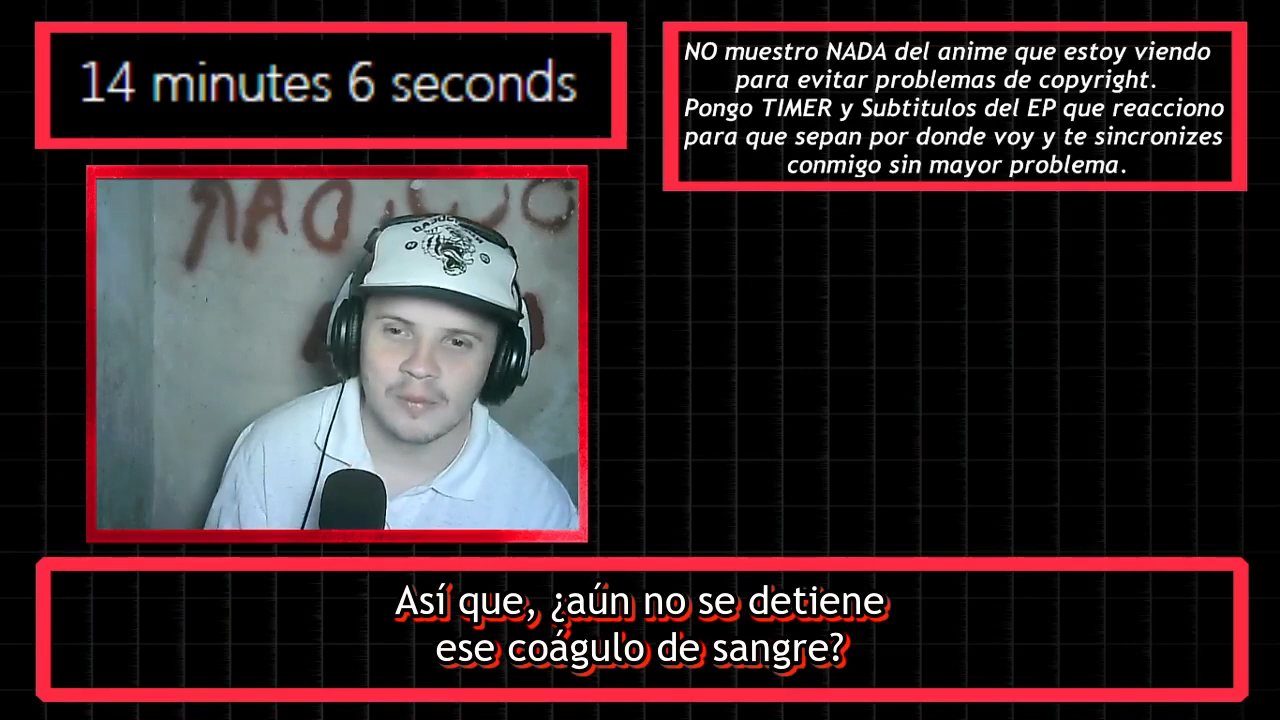 14 minutes 6 seconds
NO muestro NADA del anime que estoy viendo
para evitar problemas de copyright.
Pongo TIMER y Subtitulos del EP que reacciono
para que sepan por donde voy y te sincronizes
conmigo sin mayor problema.
Así que, ¿aún no se detiene
ese coágulo de sangre?